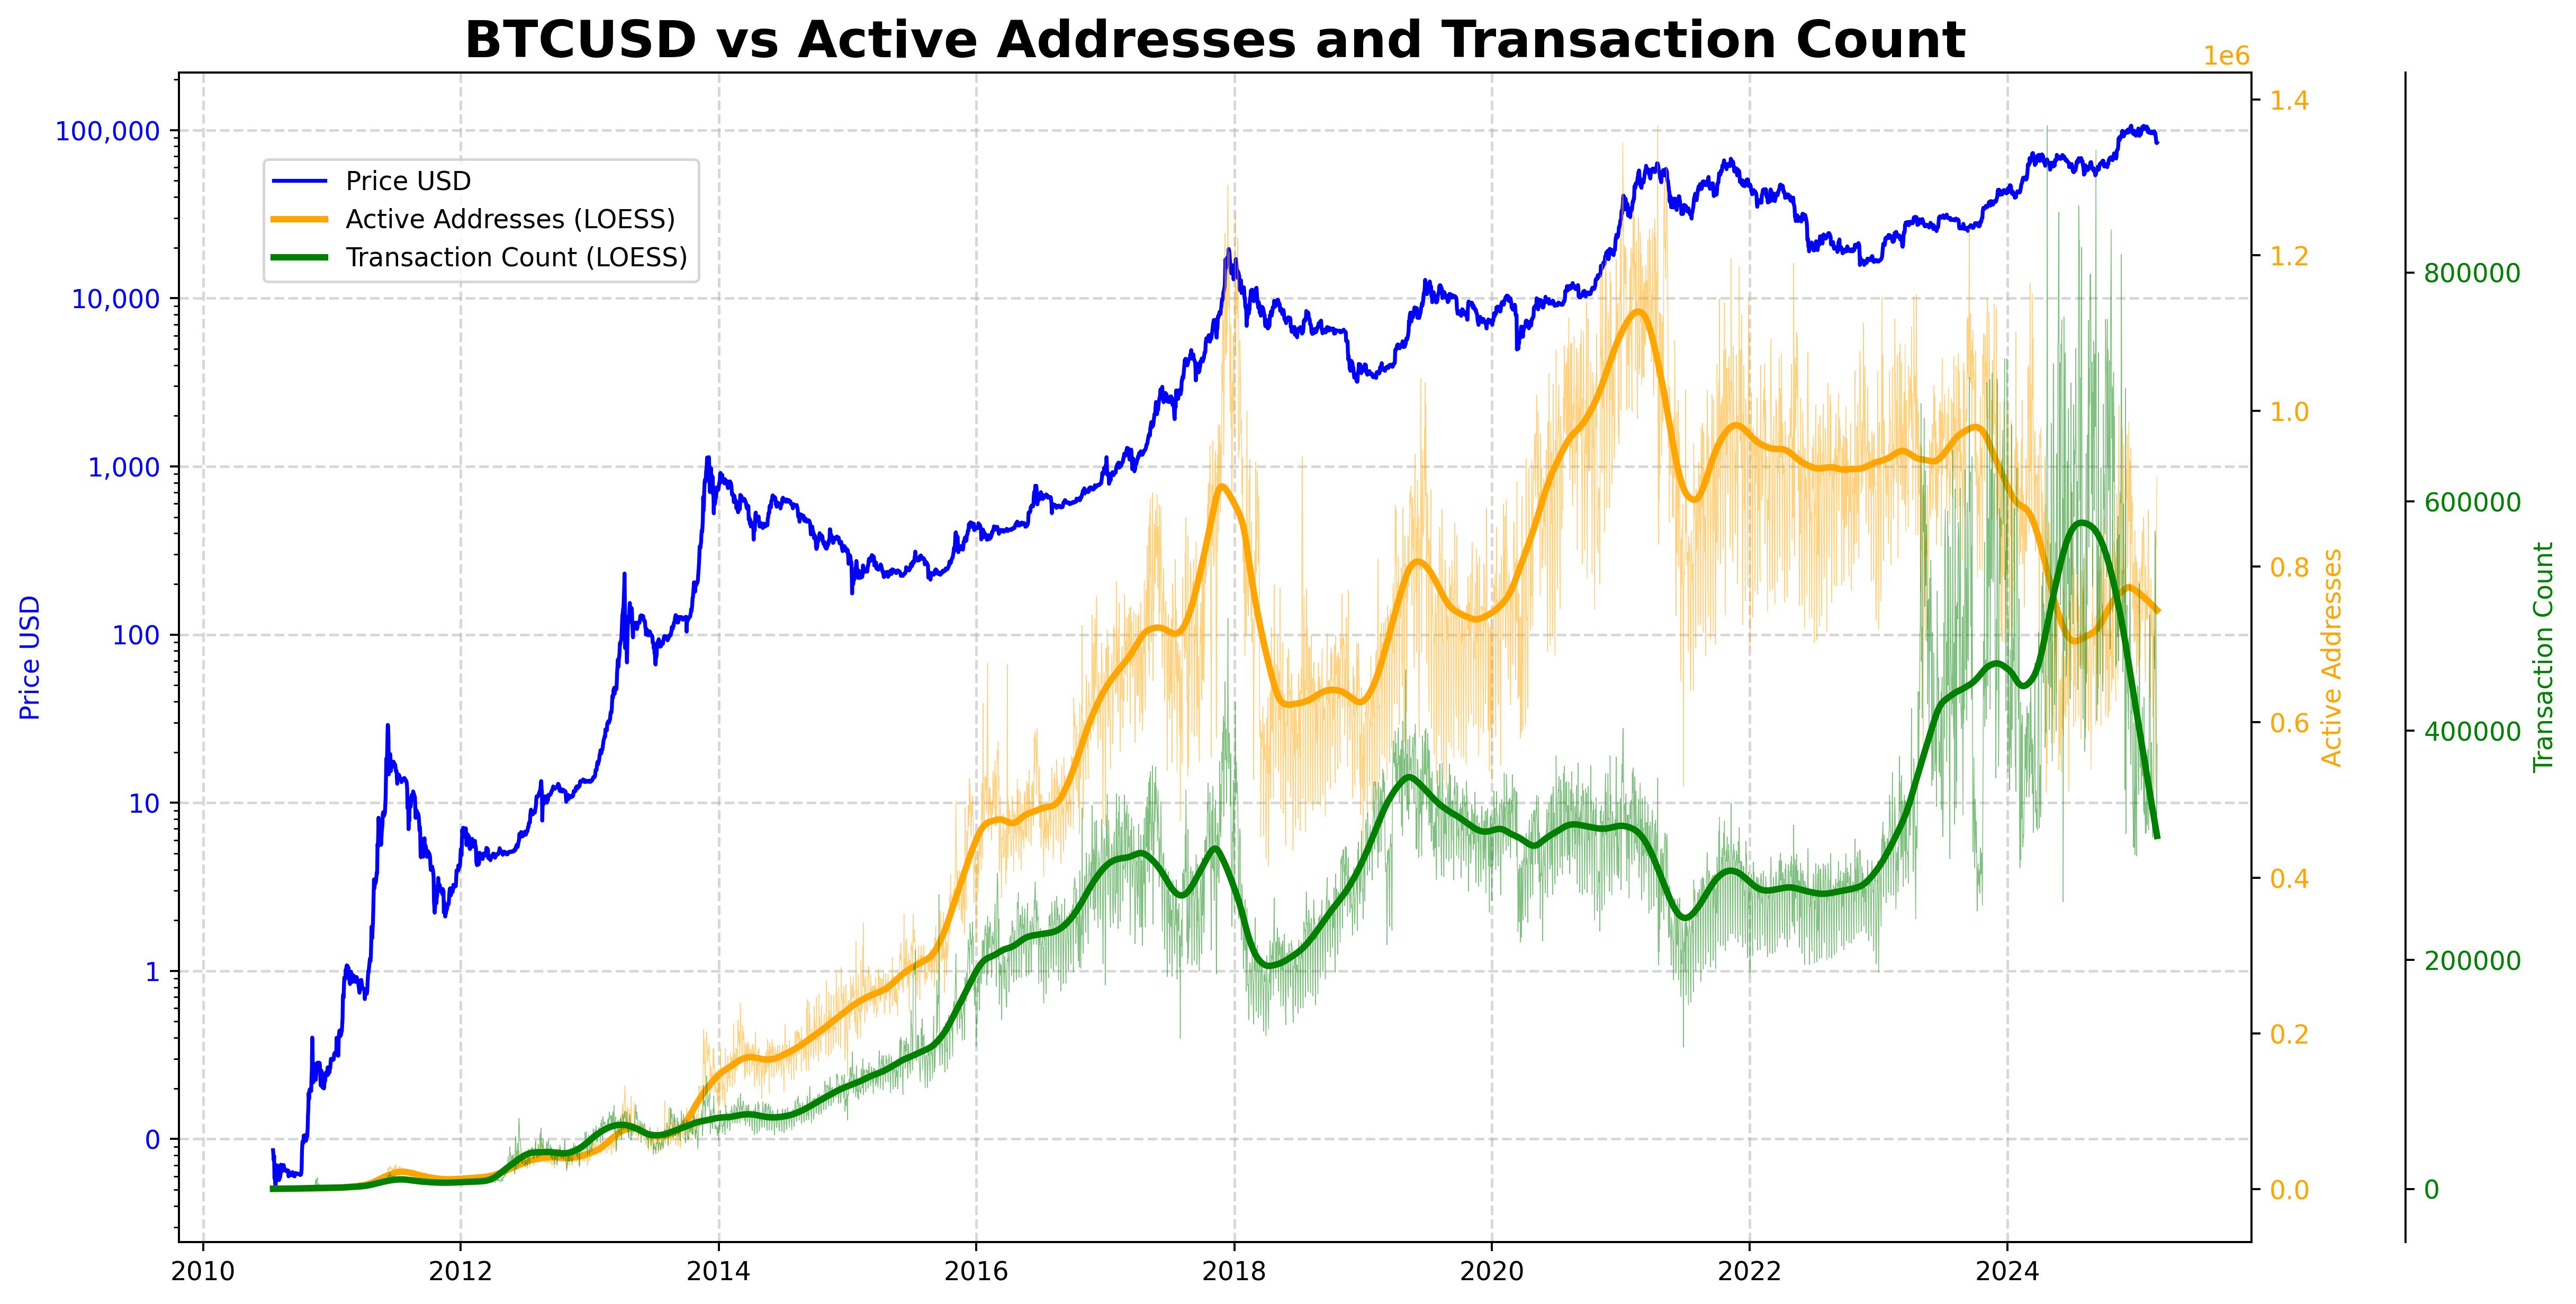 BTCUSD vs Active Addresses and Transaction Count
1e6
Price USD
Active Addresses (LOESS)
Transaction Count (LOESS)
Price USD
100,000
10,000
1,000
100
10
1
0
1.4
1.2
1.0
0.8
0.6
0.4
0.2
0.0
Active Addresses
800000
600000
400000
200000
0
Transaction Count
2010 2012 2014 2016 2018 2020 2022 2024